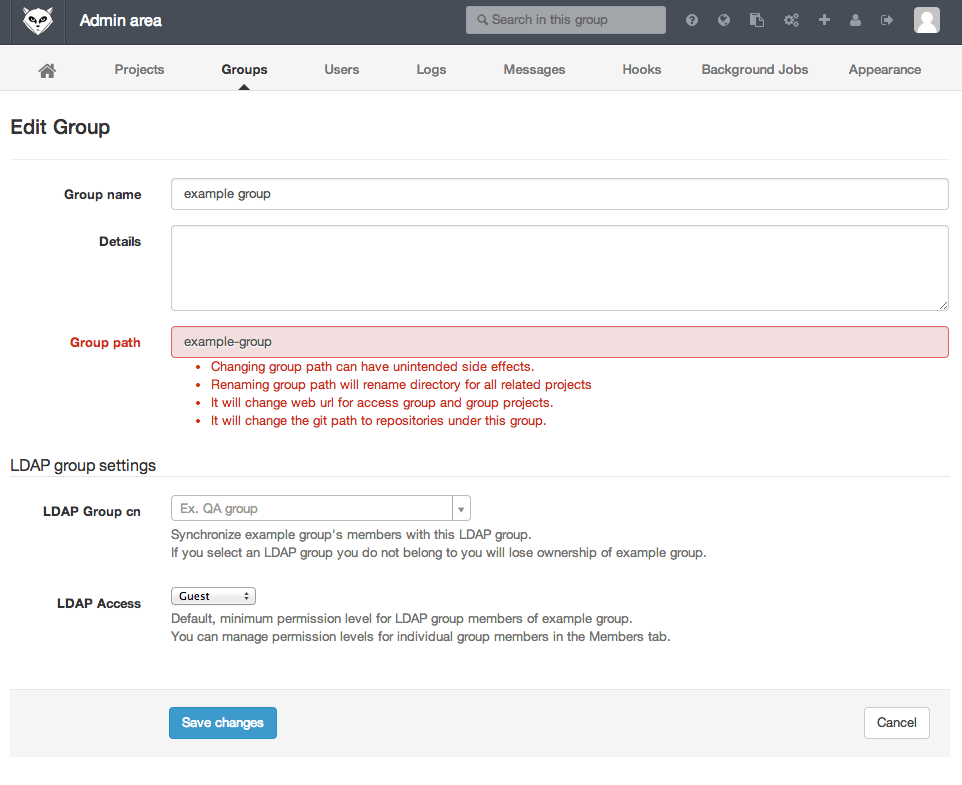 Admin area
Search in this group
Projects
Groups
Users
Logs
Messages
Hooks
Background Jobs
Appearance
Edit Group
Group name
example group
Details
Group path
example-group
Changing group path can have unintended side effects.
Renaming group path will rename directory for all related projects
It will change web url for access group and group projects.
It will change the git path to repositories under this group.
LDAP group settings
LDAP Group cn
Ex. QA group
Synchronize example group's members with this LDAP group.
If you select an LDAP group you do not belong to you will lose ownership of example group.
LDAP Access
Guest
Default, minimum permission level for LDAP group members of example group.
You can manage permission levels for individual group members in the Members tab.
Save changes
Cancel